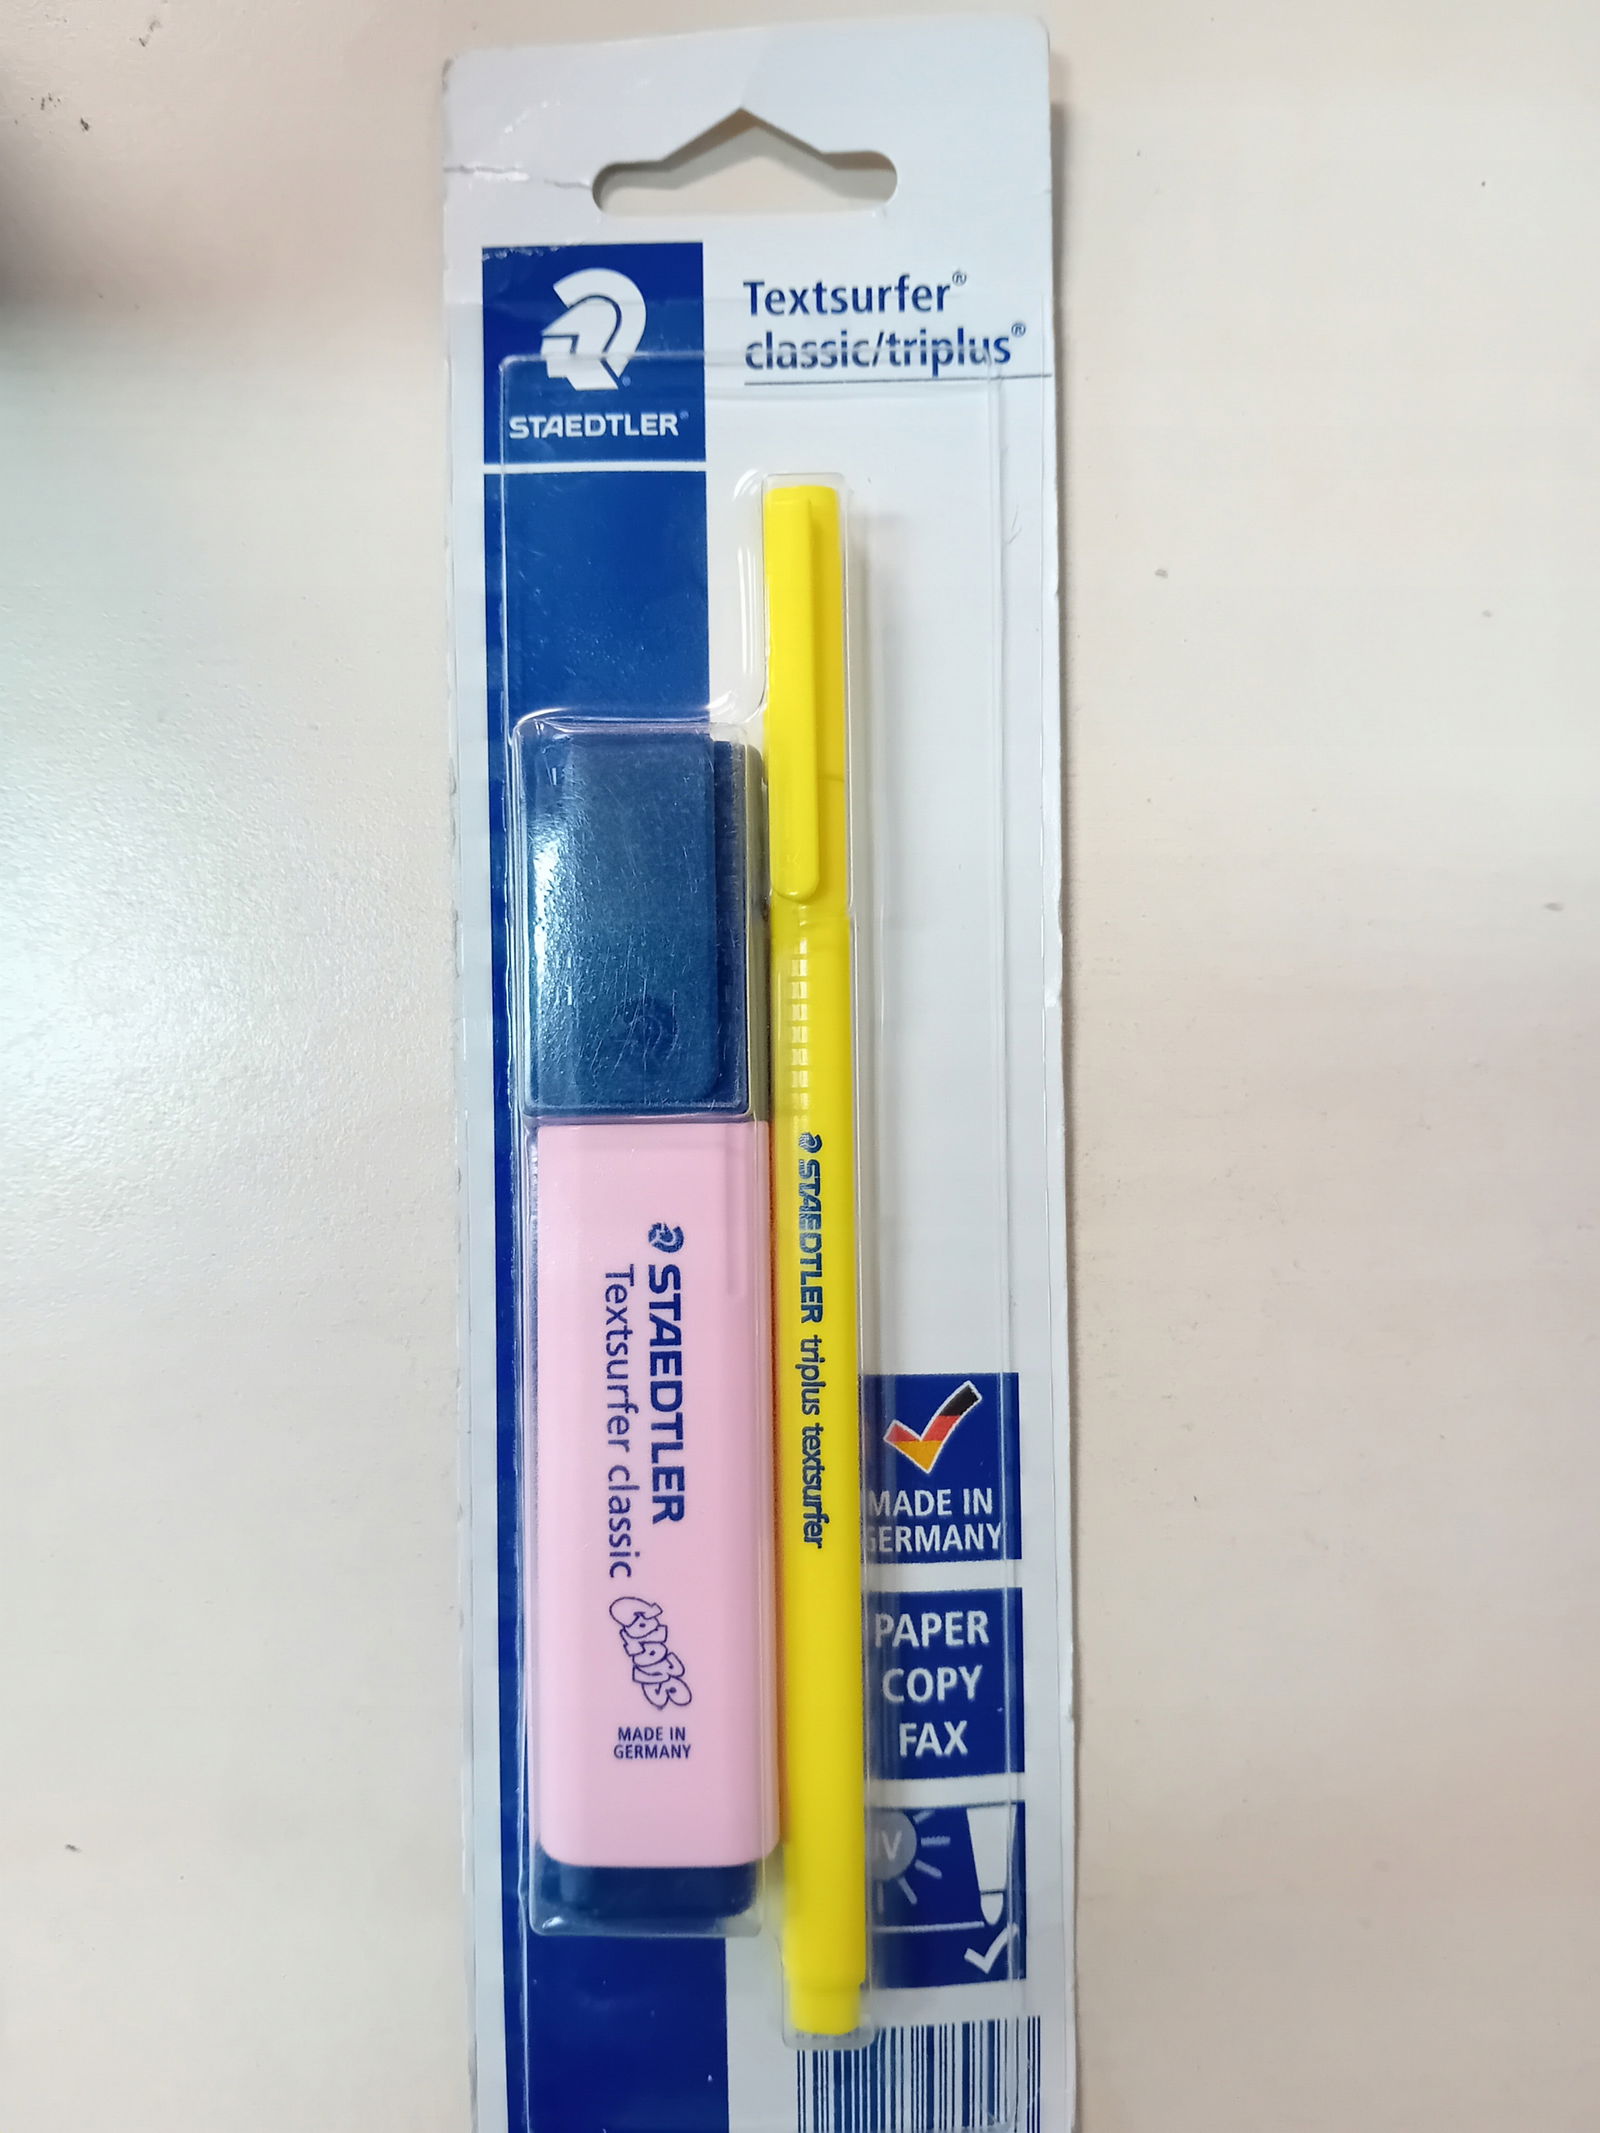 STAEDTLER®
Textsurfer®
classic/triplus®
STAEDTLER
Textsurfer classic COLORS
MADE IN
GERMANY
STAEDTLER triplus textsurfer
MADE IN
GERMANY
PAPER
COPY
FAX